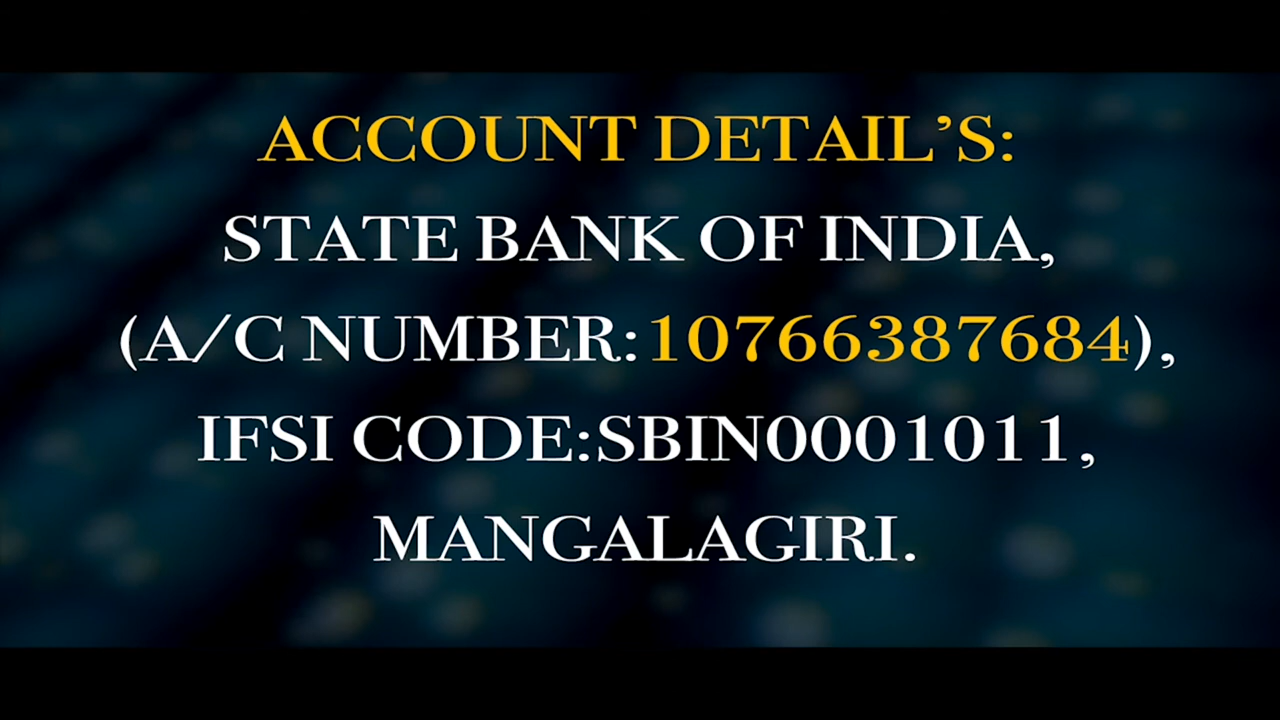 ACCOUNT DETAIL’S:
STATE BANK OF INDIA,
(A/C NUMBER:10766387684),
IFSI CODE:SBIN0001011,
MANGALAGIRI.